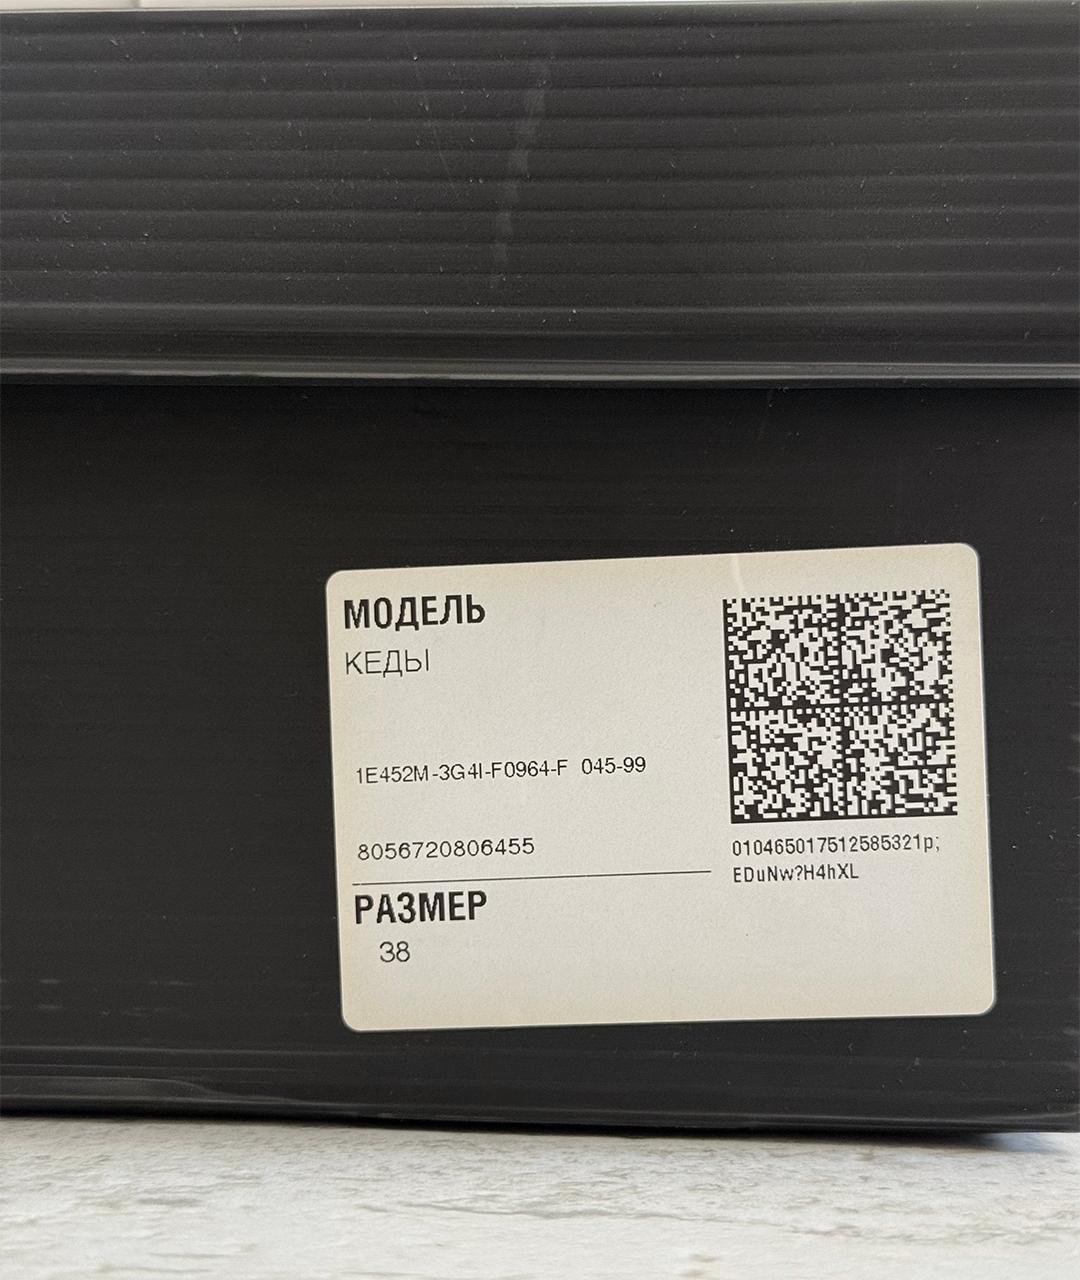 МОДЕЛЬ
КЕДЫ
1E452M-3G4I-F0964-F 045-99
8056720806455
010465017512585321p;
EDuNw?H4hXL
РАЗМЕР
38